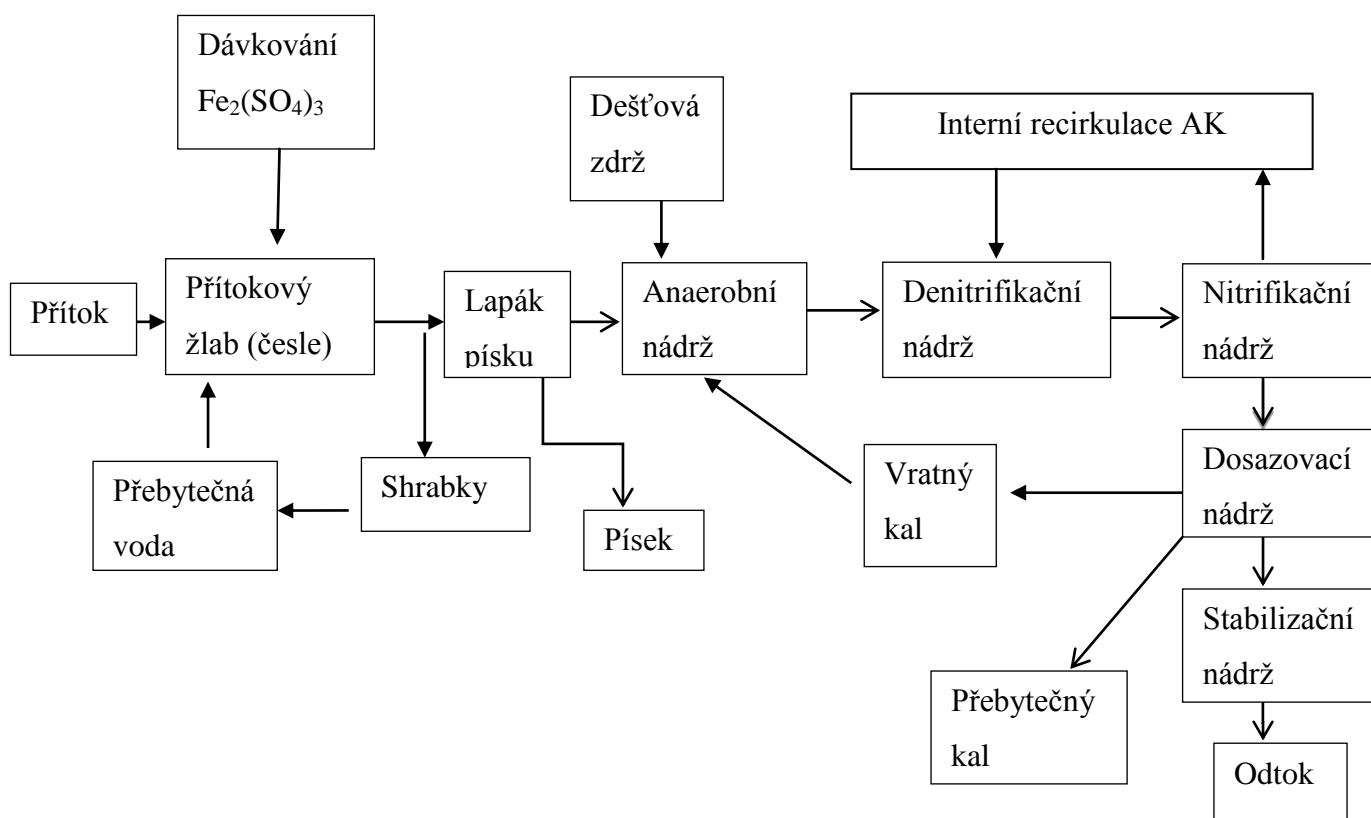 Dávkování
Fe₂(SO₄)₃
Dešťová
zdrž
Interní recirkulace AK
Přítok
Přítokový
žlab (česle)
Lapák
písku
Anaerobní
nádrž
Denitrifikační
nádrž
Nitrifikační
nádrž
Přebytečná
voda
Shrabky
Písek
Vratný
kal
Dosazovací
nádrž
Přebytečný
kal
Stabilizační
nádrž
Odtok